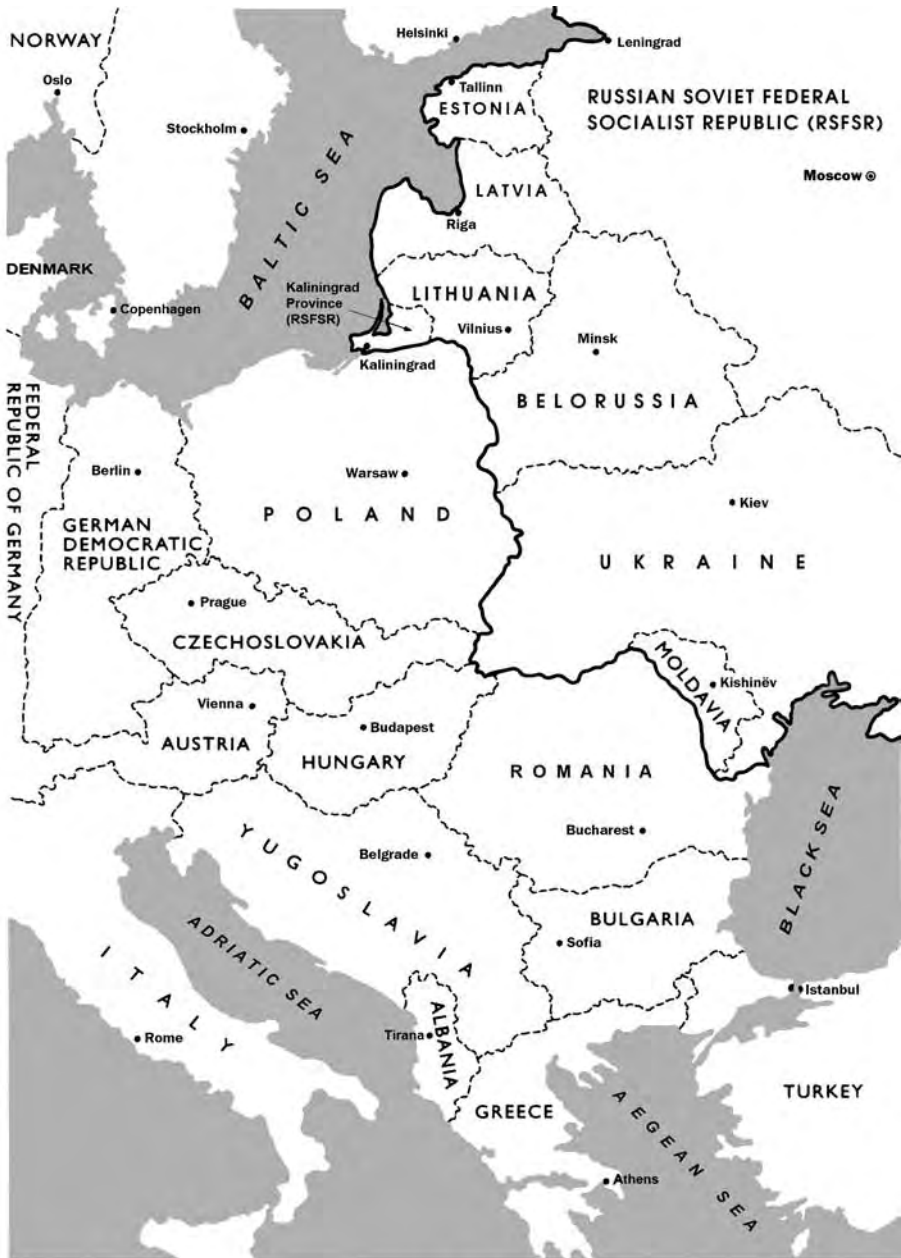 NORWAY
Oslo
Helsinki
Leningrad
Tallinn
ESTONIA
RUSSIAN SOVIET FEDERAL
SOCIALIST REPUBLIC (RSFSR)
Stockholm
Moscow
BALTIC SEA
LATVIA
Riga
DENMARK
Copenhagen
Kaliningrad
Province
(RSFSR)
LITHUANIA
Vilnius
Kaliningrad
Minsk
BELORUSSIA
FEDERAL
REPUBLIC OF GERMANY
Berlin
GERMAN
DEMOCRATIC
REPUBLIC
Warsaw
POLAND
Kiev
UKRAINE
Prague
CZECHOSLOVAKIA
MOLDAVIA
Kishinëv
Vienna
AUSTRIA
Budapest
HUNGARY
ROMANIA
Bucharest
YUGOSLAVIA
Belgrade
BLACK SEA
BULGARIA
Sofia
ADRIATIC SEA
ITALY
Rome
Tirana
ALBANIA
Istanbul
GREECE
TURKEY
AEGEAN SEA
Athens